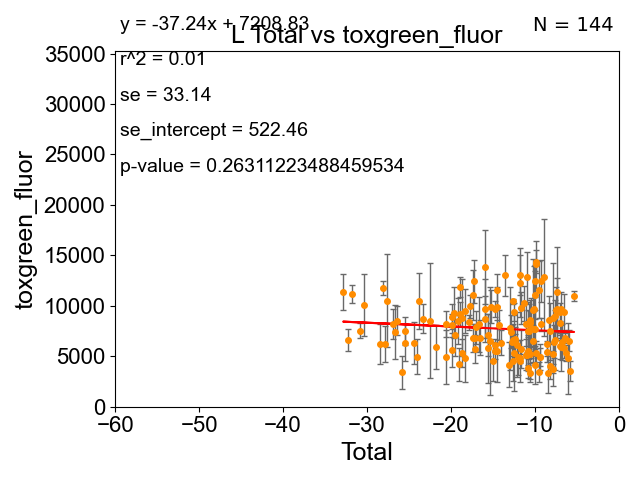 y = -37.24x + 7208.83
N = 144
L Total vs toxgreen_fluor
r^2 = 0.01
se = 33.14
se_intercept = 522.46
p-value = 0.26311223488459534
35000
30000
25000
20000
15000
10000
5000
0
toxgreen_fluor
−60
−50
−40
−30
−20
−10
0
Total